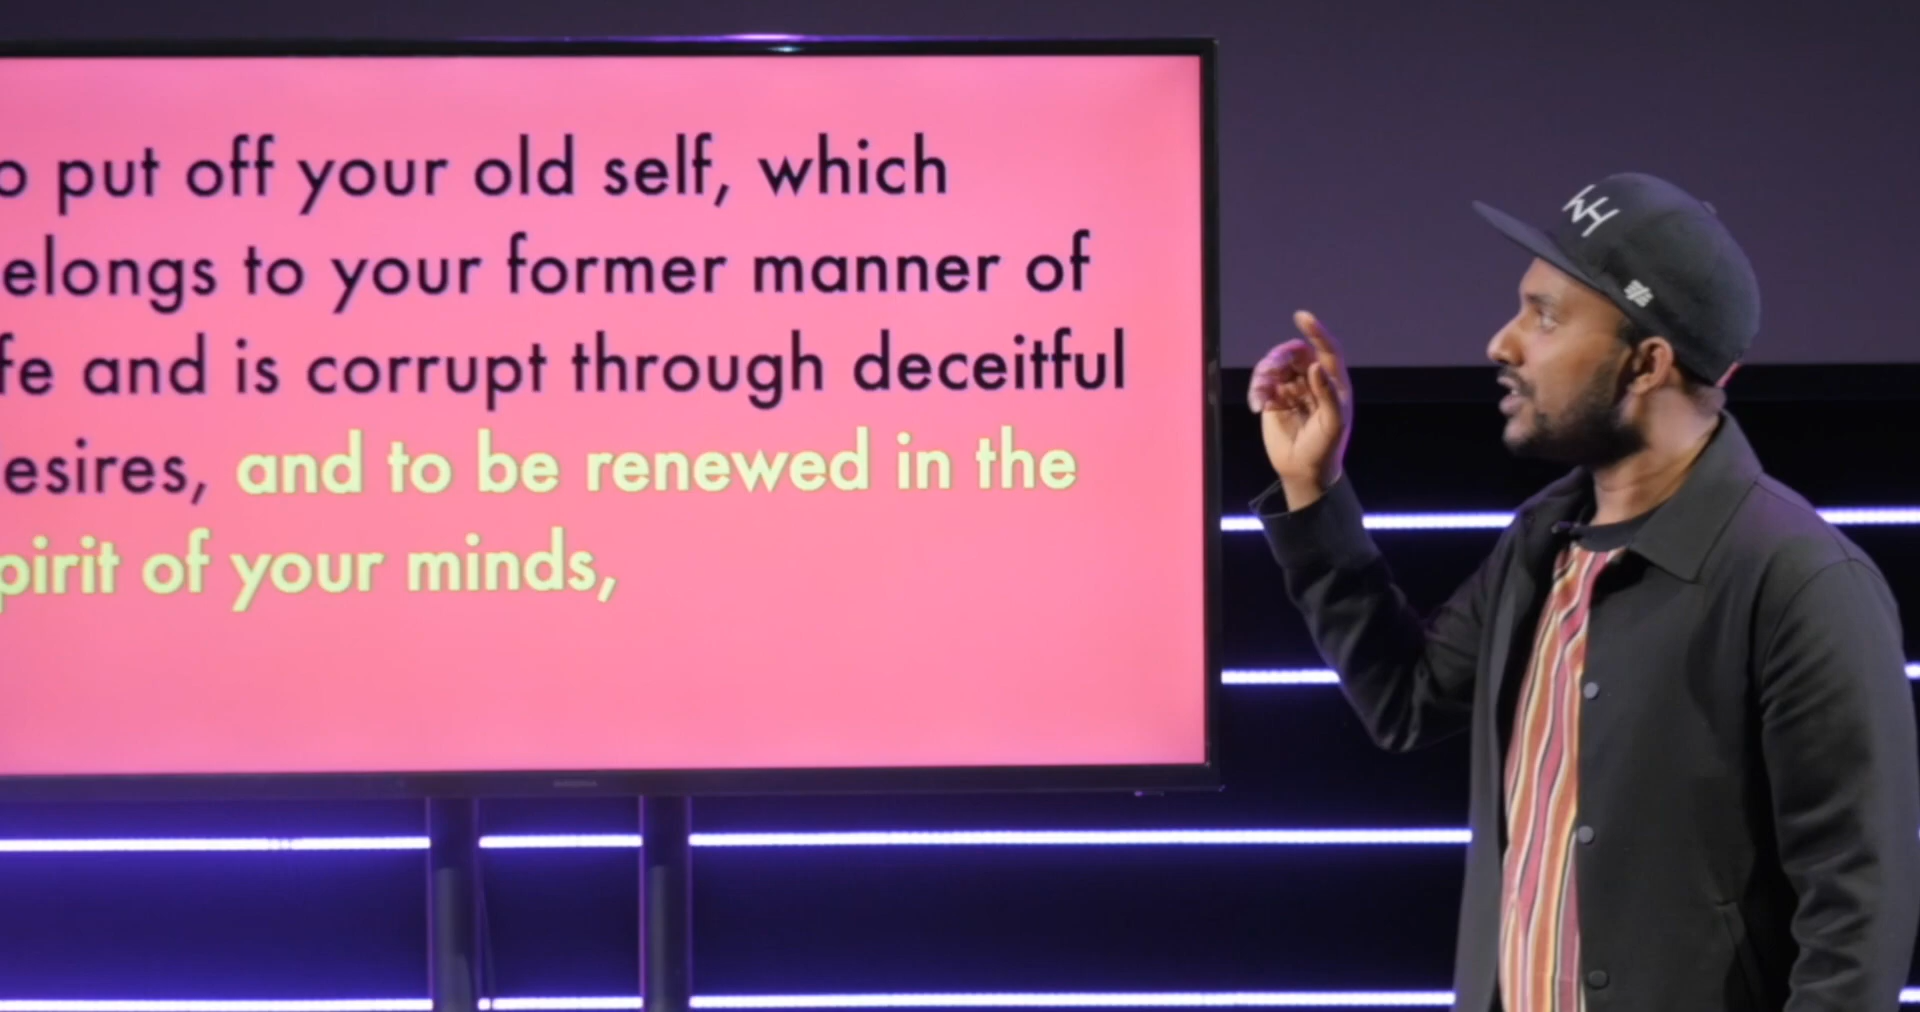 o put off your old self, which
elongs to your former manner of
fe and is corrupt through deceitful
esires, and to be renewed in the
pirit of your minds,